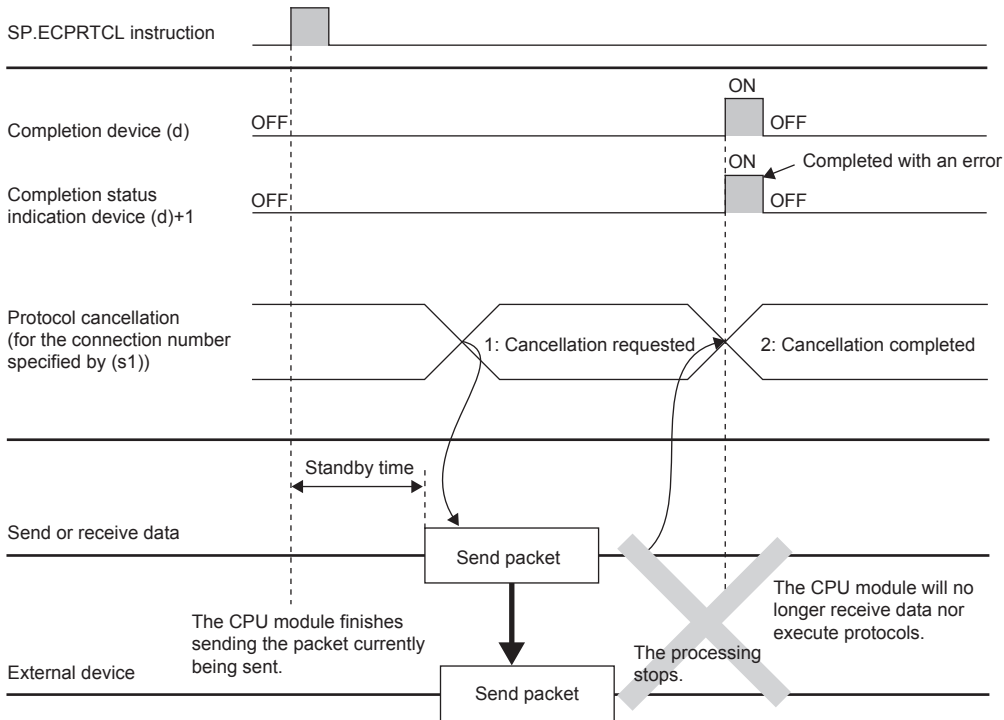 SP.ECPRTCL instruction
ON
Completion device (d)
OFF
OFF
ON
Completed with an error
Completion status
indication device (d)+1
OFF
OFF
Protocol cancellation
(for the connection number
specified by (s1))
1: Cancellation requested
2: Cancellation completed
Standby time
Send or receive data
Send packet
The CPU module finishes
sending the packet currently
being sent.
The CPU module will no
longer receive data nor
execute protocols.
The processing
stops.
External device
Send packet